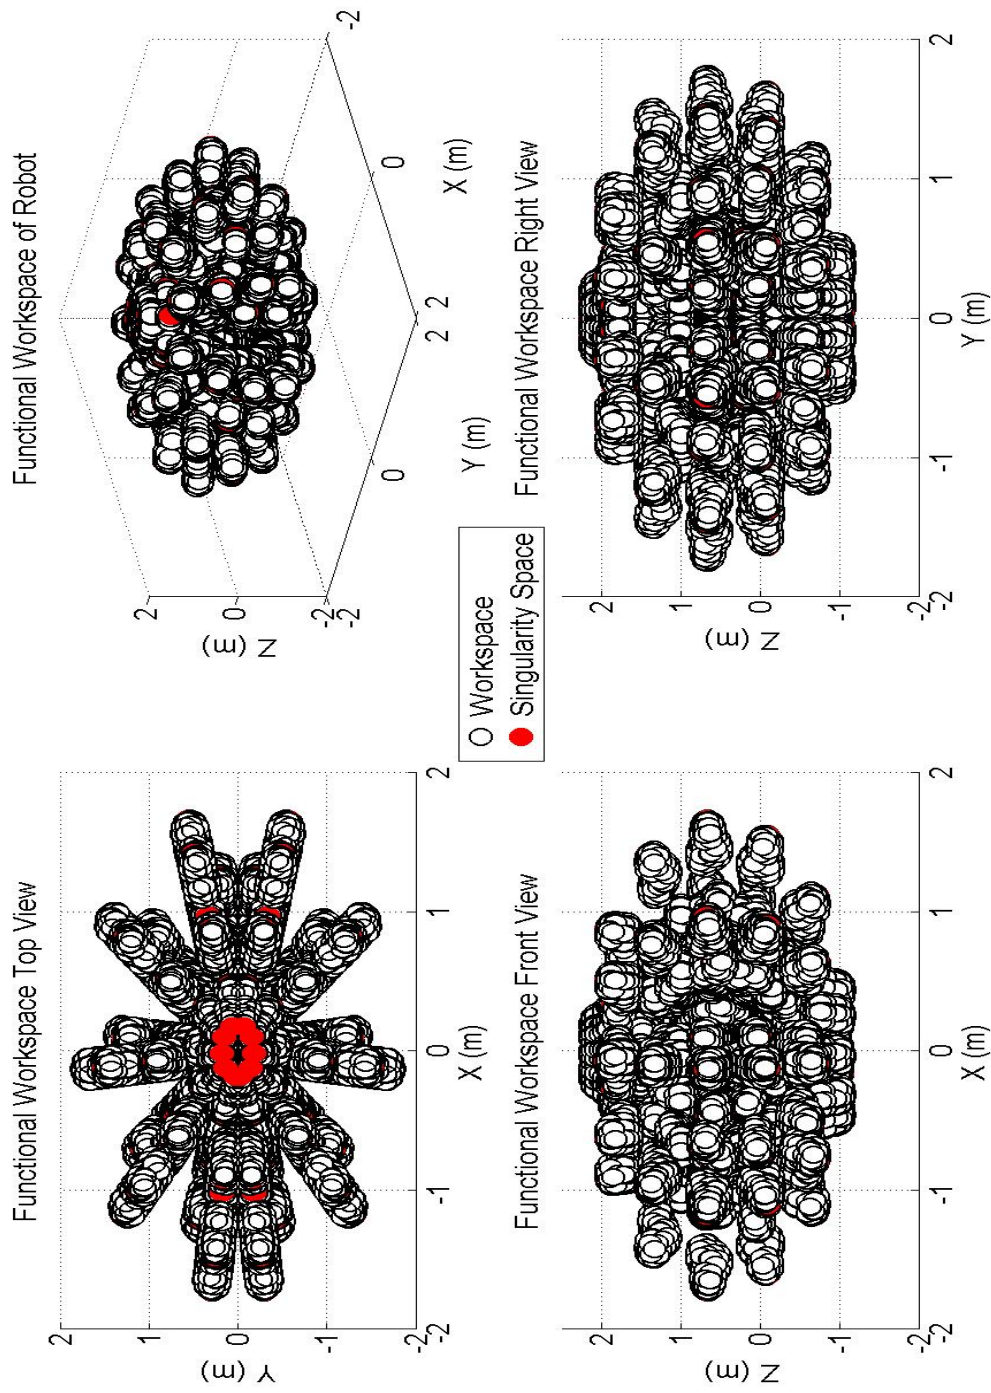 Functional Workspace Top View
2
1
0
-1
-2
Y (m)
-2
-1
0
1
2
X (m)
Functional Workspace of Robot
2
0
-2
Z (m)
-2
0
2
Y (m)
2
0
-2
X (m)
Workspace
Singularity Space
Functional Workspace Front View
2
1
0
-1
-2
Z (m)
-2
-1
0
1
2
X (m)
Functional Workspace Right View
2
1
0
-1
-2
Z (m)
-2
-1
0
1
2
Y (m)